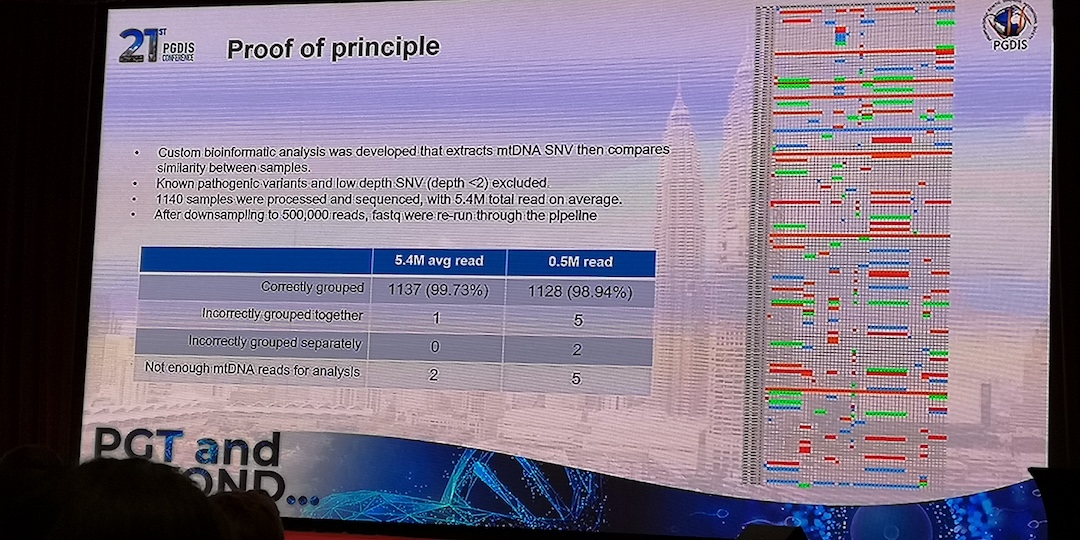 21ST
PGDIS
CONFERENCE
Proof of principle
PGDIS
• Custom bioinformatic analysis was developed that extracts mtDNA SNV then compares
similarity between samples.
• Known pathogenic variants and low depth SNV (depth <2) excluded.
• 1140 samples were processed and sequenced, with 5.4M total read on average.
• After downsampling to 500,000 reads, fastq were re-run through the pipeline
5.4M avg read 0.5M read
Correctly grouped 1137 (99.73%) 1128 (98.94%)
Incorrectly grouped together 1 5
Incorrectly grouped separately 0 2
Not enough mtDNA reads for analysis 2 5
PGT and
OND...